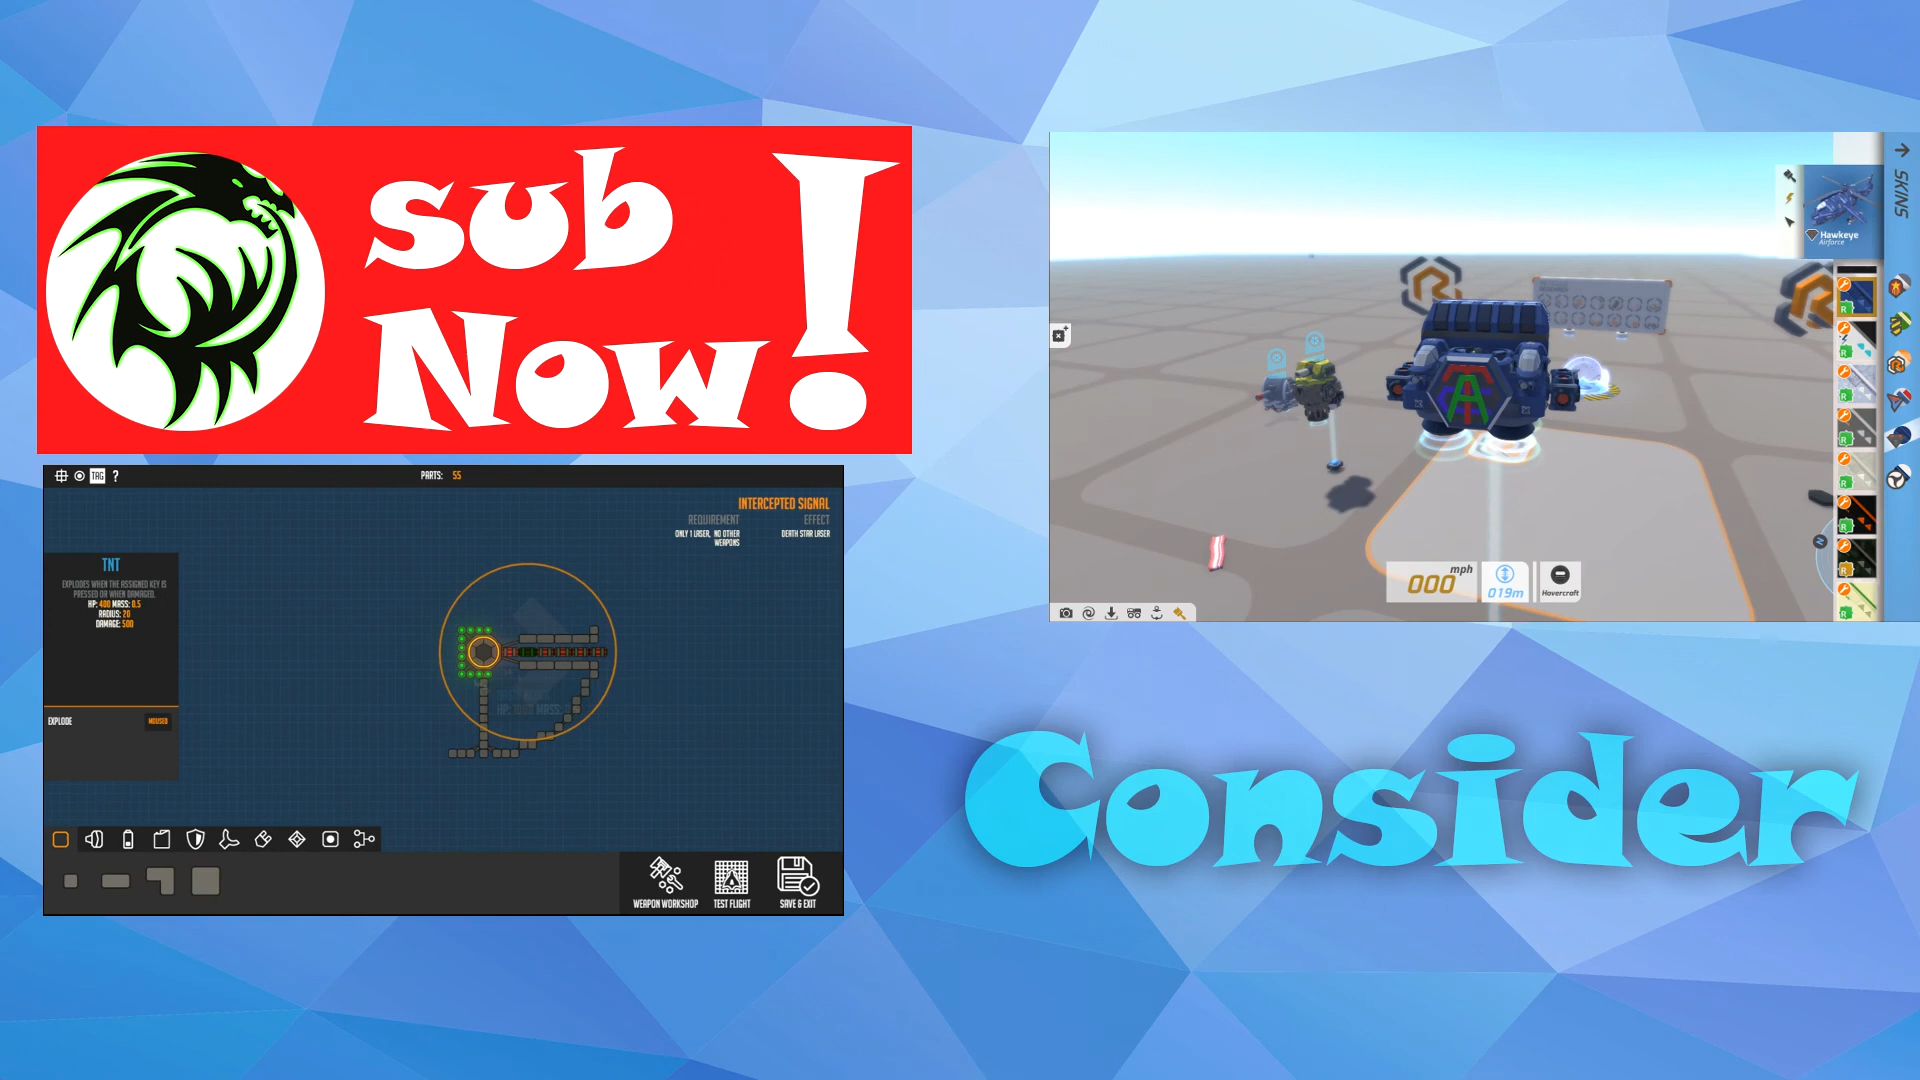 sub
Now!
TAG ?
PARTS: 55
INTERCEPTED SIGNAL
REQUIREMENT EFFECT
ONLY 1 LASER, NO OTHER WEAPONS
DEATH STAR LASER
TNT
EXPLODES WHEN THE ASSIGNED KEY IS
PRESSED OR WHEN DAMAGED.
HP: 400 MASS: 0.5
RADIUS: 20
DAMAGE: 500
EXPLODE
WEAPON WORKSHOP
TEST FLIGHT
SAVE & EXIT
SKINS
Hawkeye
Airforce
000 mph
019m
Hovercraft
N
Consider